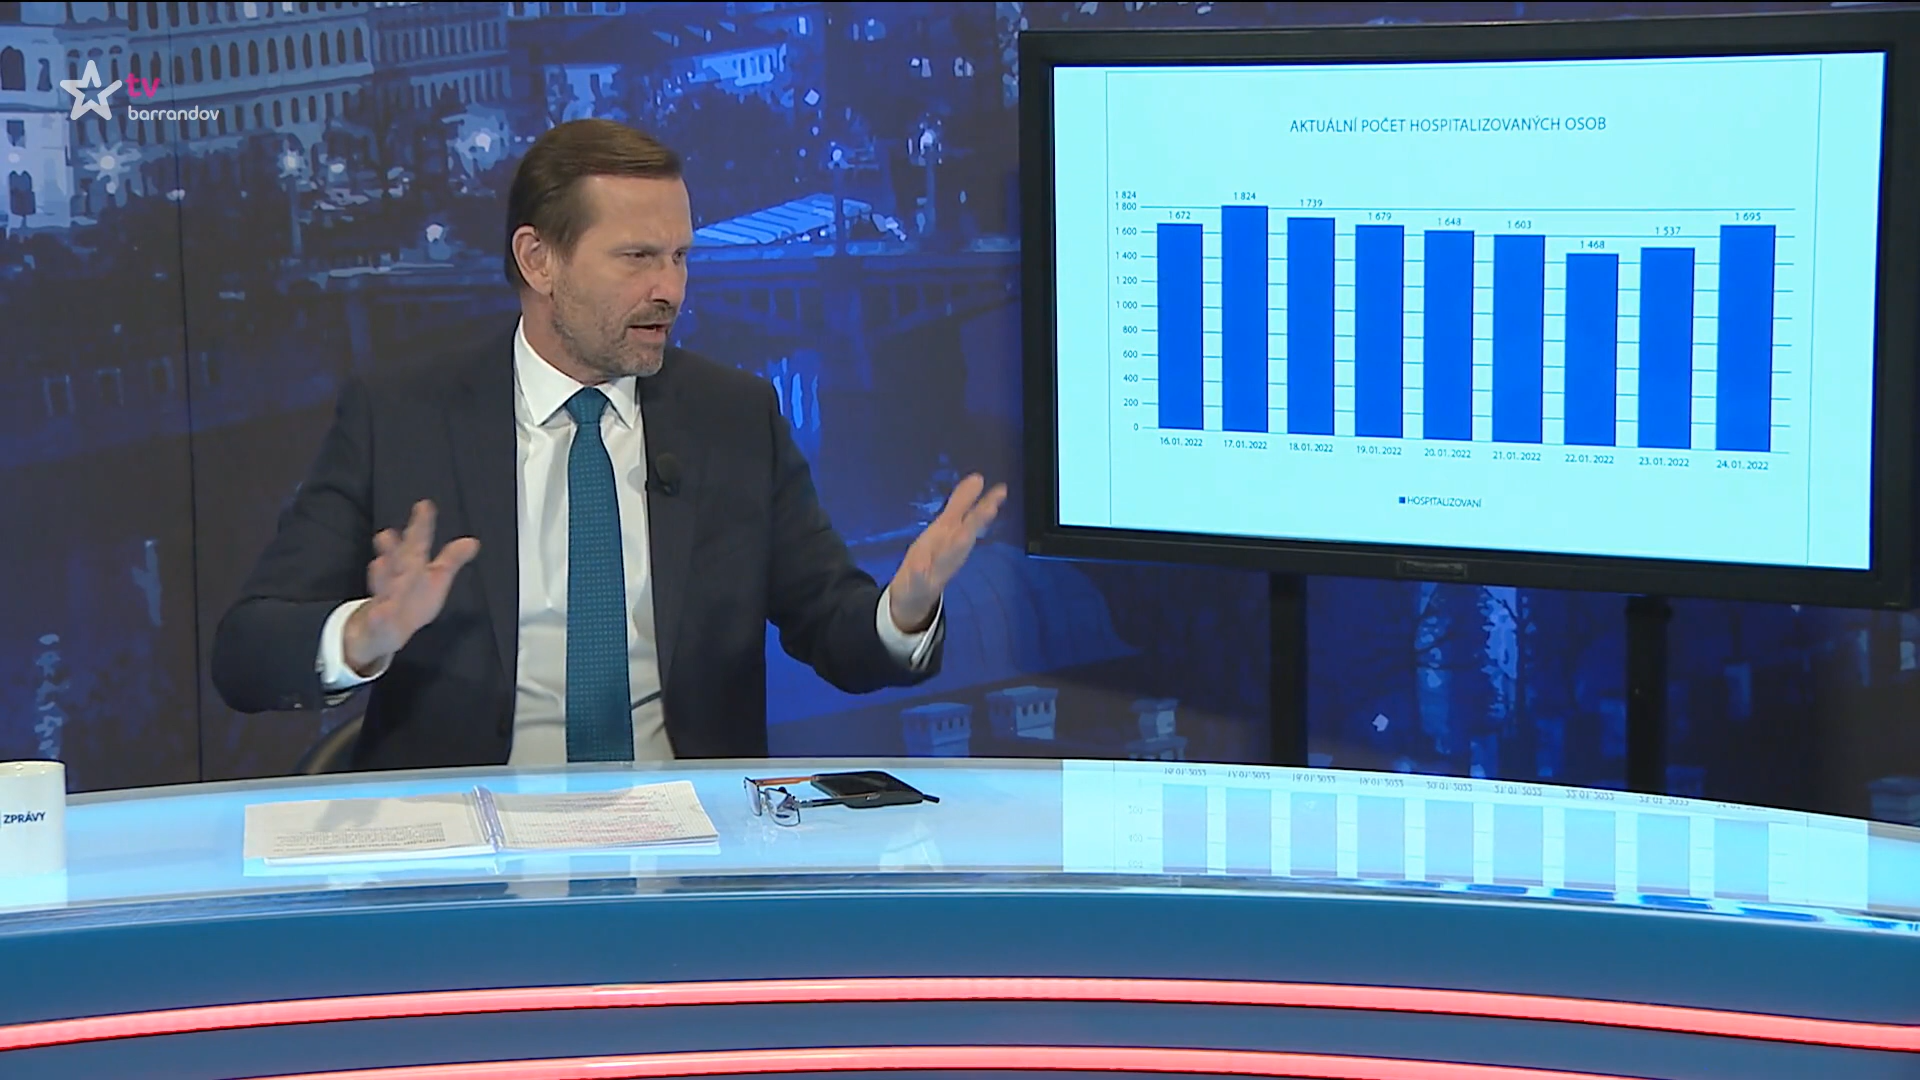 tv
barrandov
AKTUÁLNÍ POČET HOSPITALIZOVANÝCH OSOB
1 824
1 800
1 600
1 400
1 200
1 000
800
600
400
200
0
1 672
1 824
1 739
1 679
1 648
1 603
1 468
1 537
1 695
16. 01. 2022
17. 01. 2022
18. 01. 2022
19. 01. 2022
20. 01. 2022
21. 01. 2022
22. 01. 2022
23. 01. 2022
24. 01. 2022
HOSPITALIZOVANÍ
ZPRÁVY